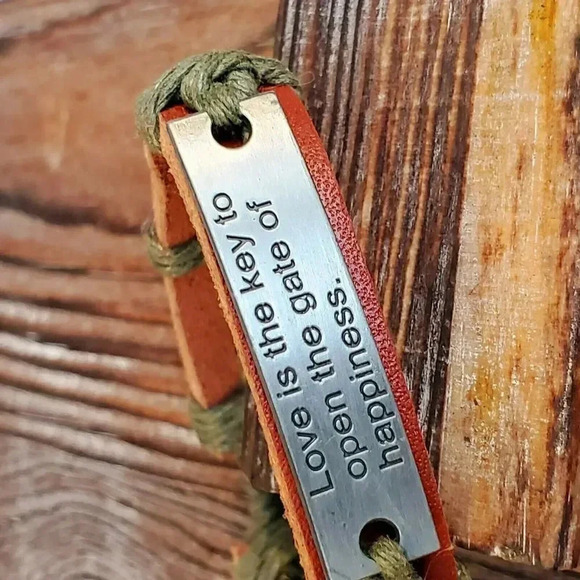 Love is the key to
open the gate of
happiness.